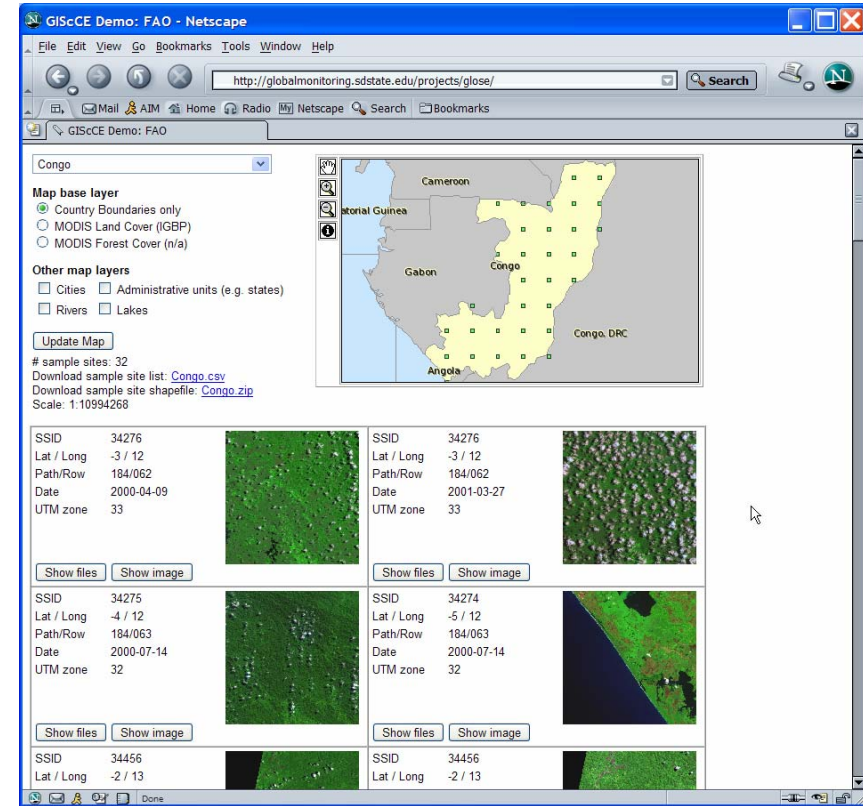 GIScCE Demo: FAO - Netscape
File Edit View Go Bookmarks Tools Window Help
http://globalmonitoring.sdstate.edu/projects/glose/ Search
Mail AIM Home Radio My Netscape Search Bookmarks
GIScCE Demo: FAO
Congo
Map base layer
Country Boundaries only
MODIS Land Cover (IGBP)
MODIS Forest Cover (n/a)
Other map layers
Cities Administrative units (e.g. states)
Rivers Lakes
Update Map
# sample sites: 32
Download sample site list: Congo.csv
Download sample site shapefile: Congo.zip
Scale: 1:10994268
Cameroon
atorial Guinea
Gabon
Congo
Congo, DRC
Angola
SSID 34276
Lat / Long -3 / 12
Path/Row 184/062
Date 2000-04-09
UTM zone 33
Show files Show image
SSID 34276
Lat / Long -3 / 12
Path/Row 184/062
Date 2001-03-27
UTM zone 33
Show files Show image
SSID 34275
Lat / Long -4 / 12
Path/Row 184/063
Date 2000-07-14
UTM zone 32
Show files Show image
SSID 34274
Lat / Long -5 / 12
Path/Row 184/063
Date 2000-07-14
UTM zone 32
Show files Show image
SSID 34456
Lat / Long -2 / 13
SSID 34456
Lat / Long -2 / 13
Done